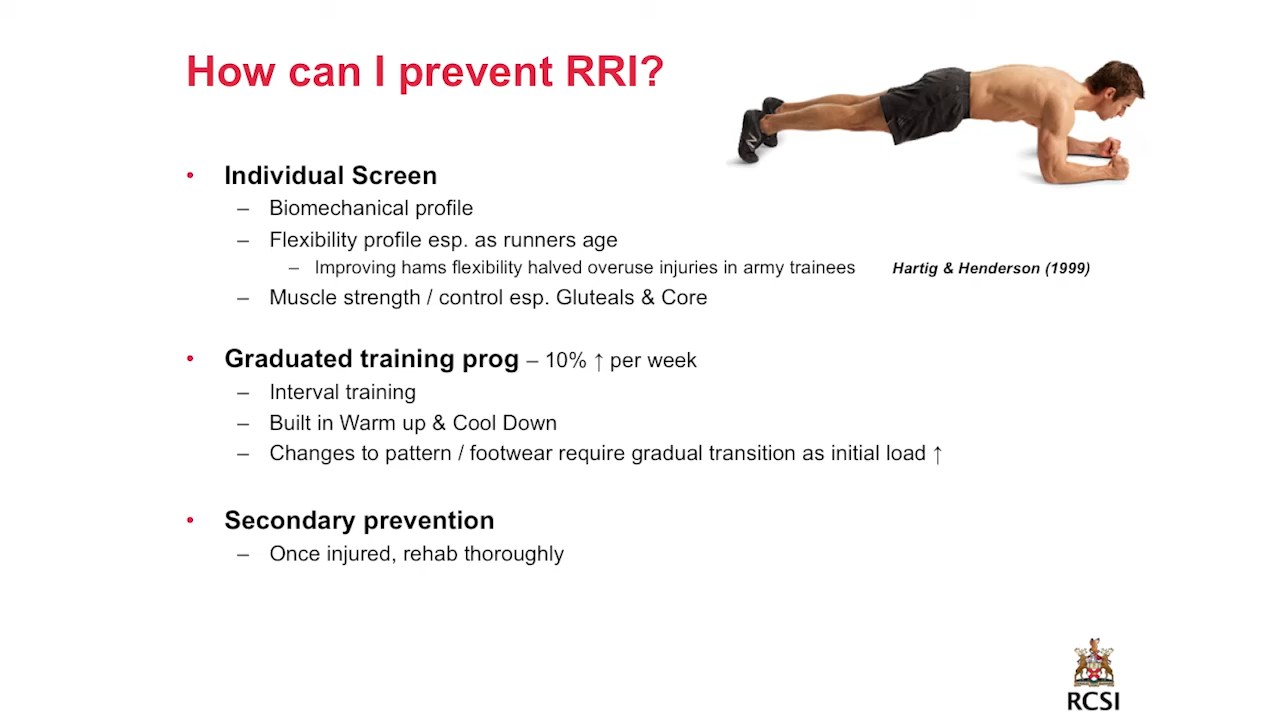 How can I prevent RRI?
• Individual Screen
– Biomechanical profile
– Flexibility profile esp. as runners age
– Improving hams flexibility halved overuse injuries in army trainees Hartig & Henderson (1999)
– Muscle strength / control esp. Gluteals & Core
• Graduated training prog – 10% ↑ per week
– Interval training
– Built in Warm up & Cool Down
– Changes to pattern / footwear require gradual transition as initial load ↑
• Secondary prevention
– Once injured, rehab thoroughly
RCSI